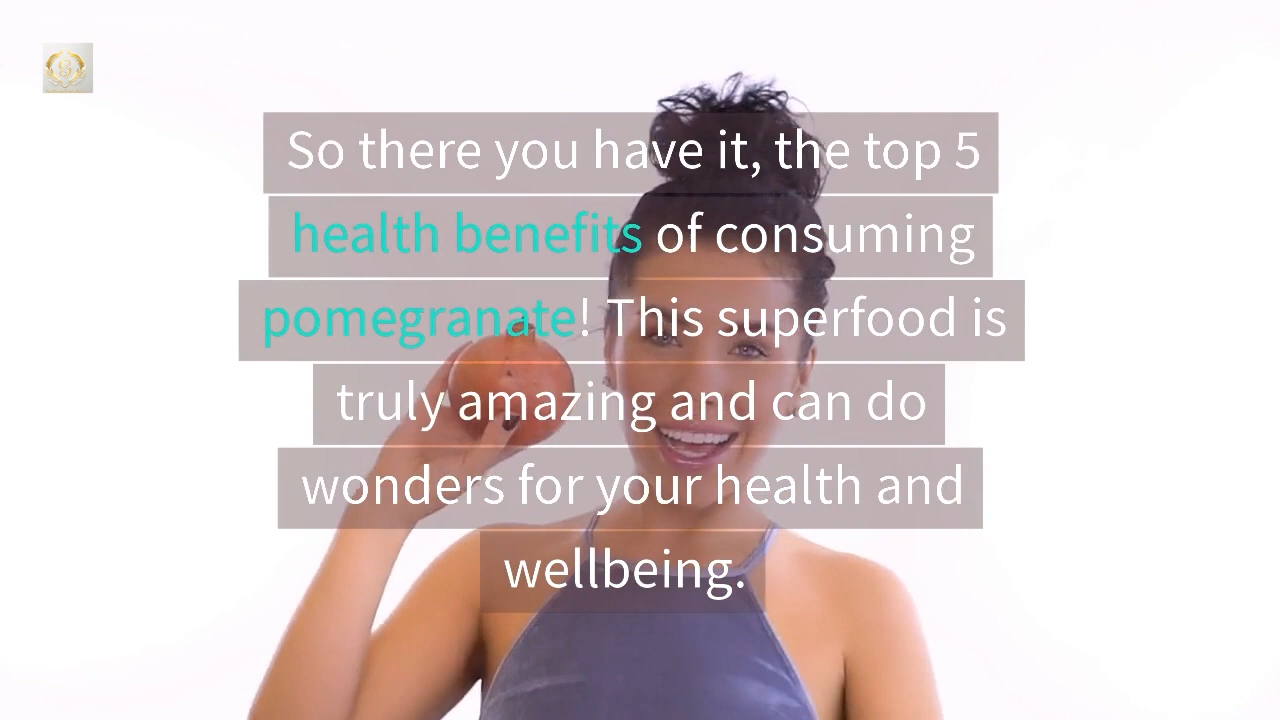 So there you have it, the top 5
health benefits of consuming
pomegranate! This superfood is
truly amazing and can do
wonders for your health and
wellbeing.